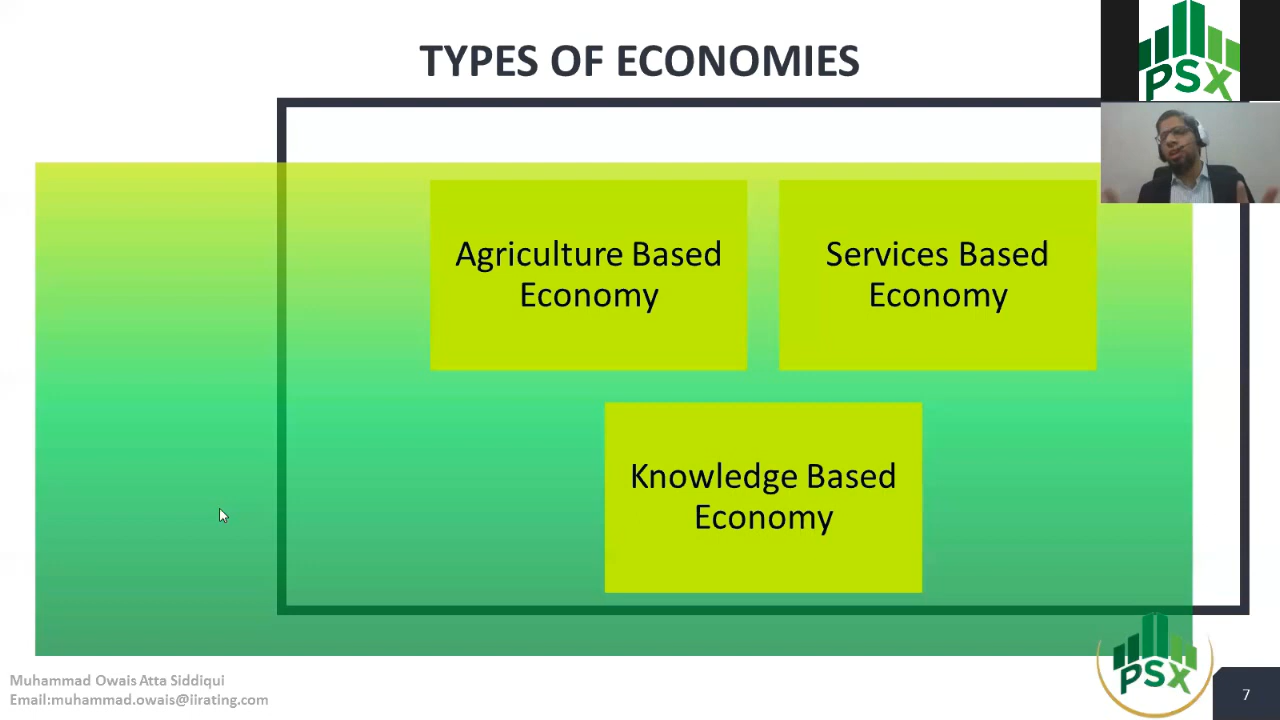 TYPES OF ECONOMIES
PSX
Agriculture Based
Economy
Services Based
Economy
Knowledge Based
Economy
PSX
Muhammad Owais Atta Siddiqui
Email:muhammad.owais@iirating.com
7